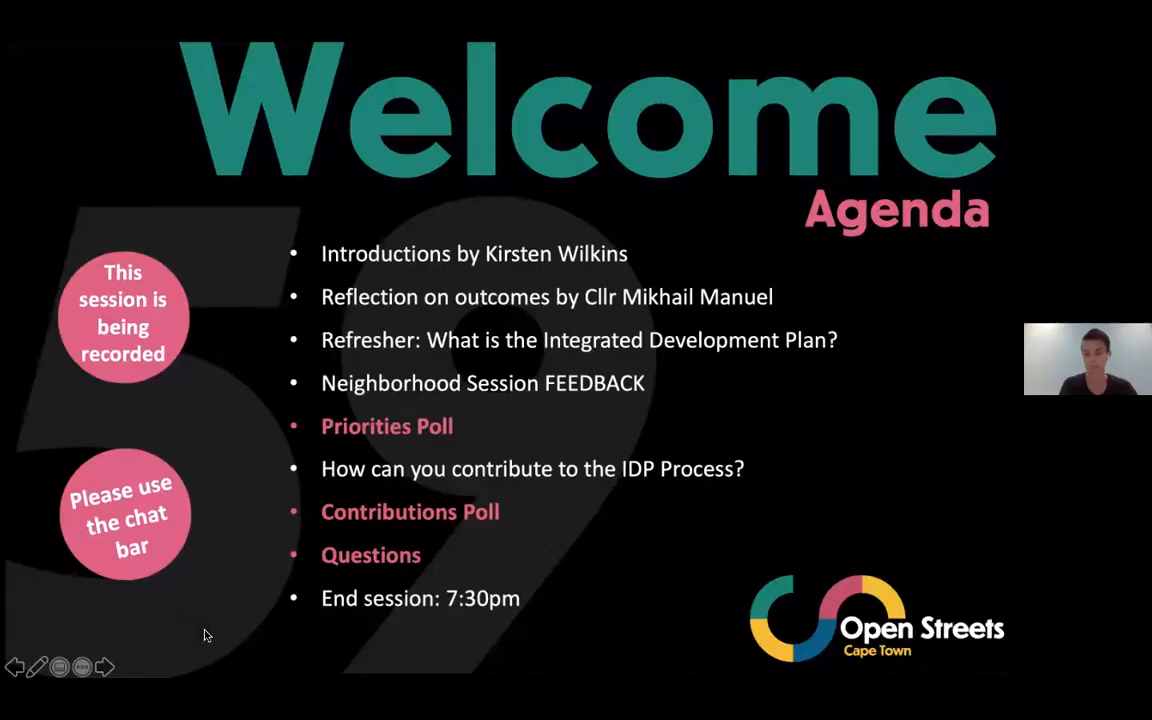 Welcome
Agenda
59
This
session is
being
recorded
• Introductions by Kirsten Wilkins
• Reflection on outcomes by Cllr Mikhail Manuel
• Refresher: What is the Integrated Development Plan?
• Neighborhood Session FEEDBACK
• Priorities Poll
• How can you contribute to the IDP Process?
• Contributions Poll
• Questions
• End session: 7:30pm
Please use
the chat
bar
Open Streets
Cape Town